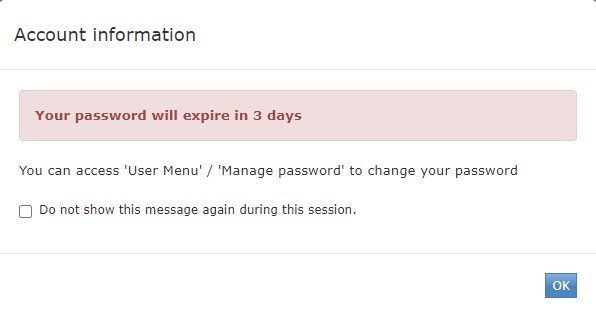 Account information
Your password will expire in 3 days
You can access 'User Menu' / 'Manage password' to change your password
Do not show this message again during this session.
OK